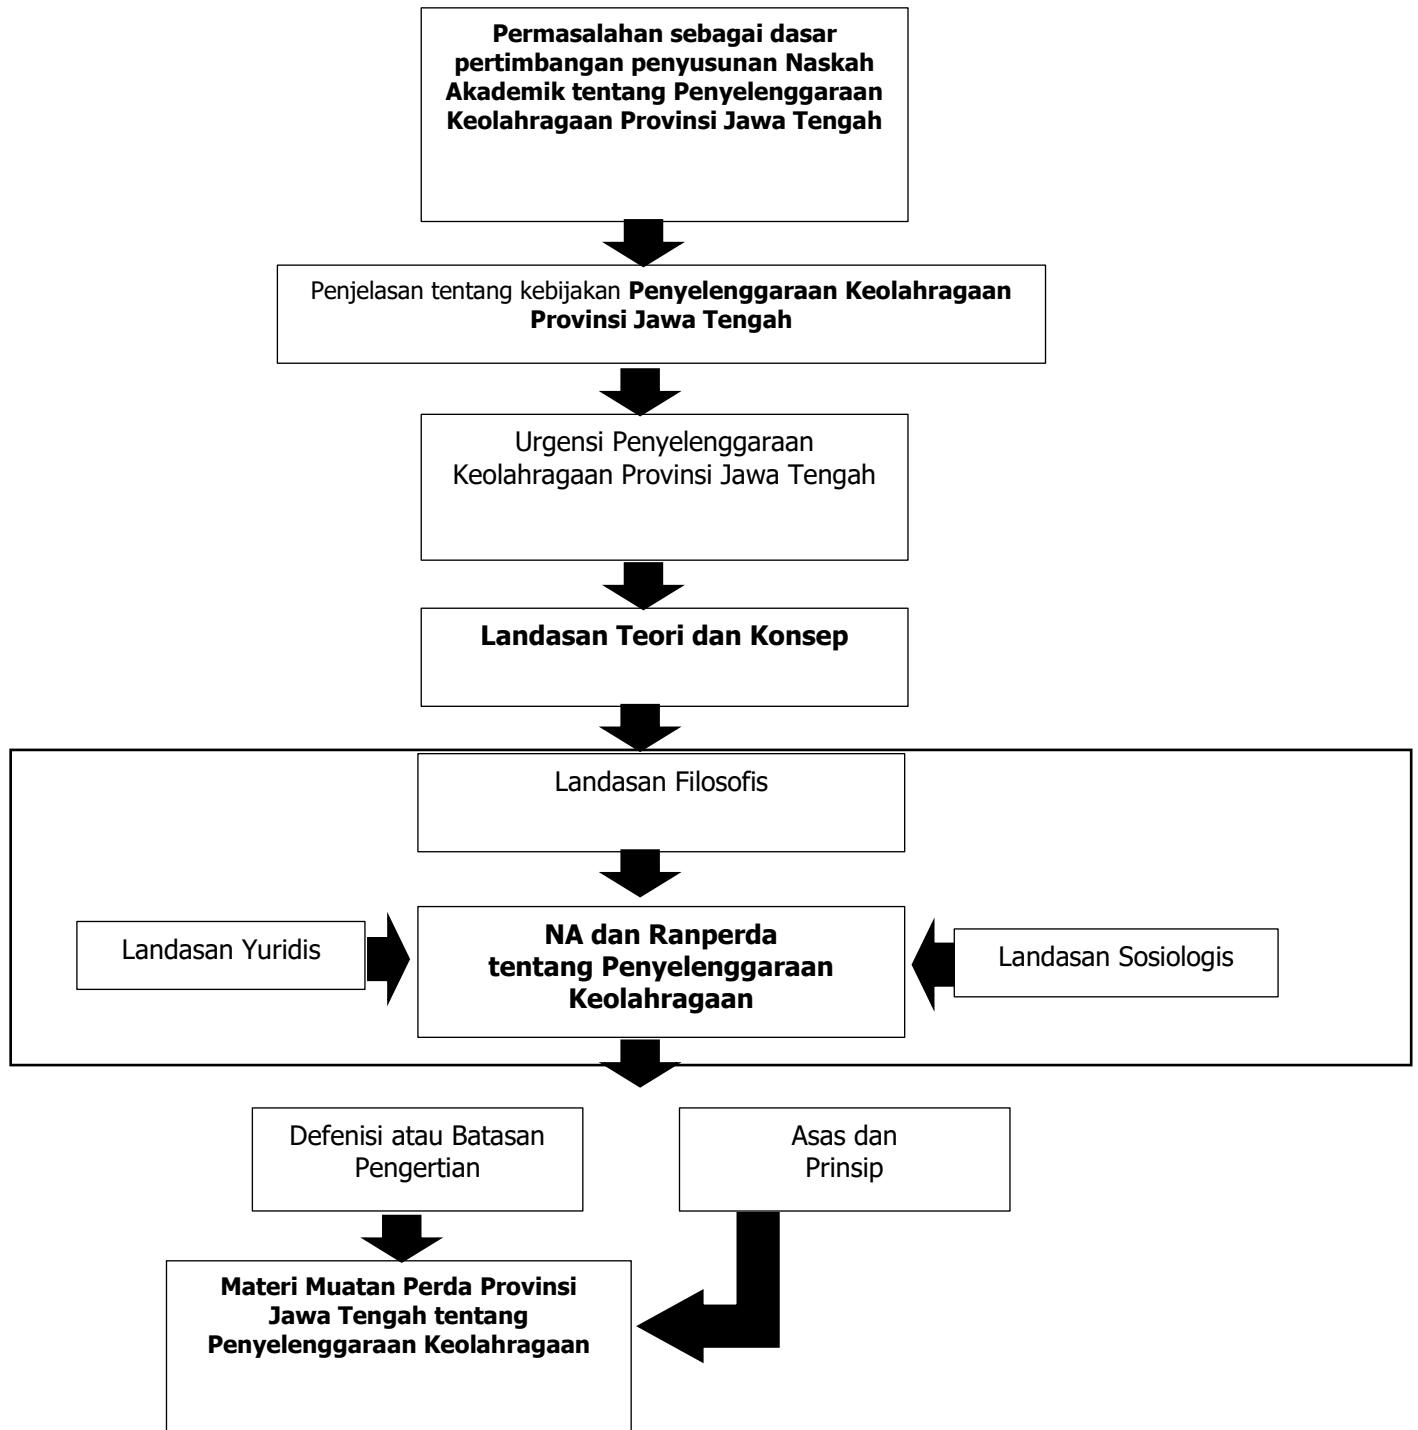 Permasalahan sebagai dasar
pertimbangan penyusunan Naskah
Akademik tentang Penyelenggaraan
Keolahragaan Provinsi Jawa Tengah
Penjelasan tentang kebijakan Penyelenggaraan Keolahragaan
Provinsi Jawa Tengah
Urgensi Penyelenggaraan
Keolahragaan Provinsi Jawa Tengah
Landasan Teori dan Konsep
Landasan Filosofis
Landasan Yuridis
NA dan Ranperda
tentang Penyelenggaraan
Keolahragaan
Landasan Sosiologis
Defenisi atau Batasan
Pengertian
Asas dan
Prinsip
Materi Muatan Perda Provinsi
Jawa Tengah tentang
Penyelenggaraan Keolahragaan